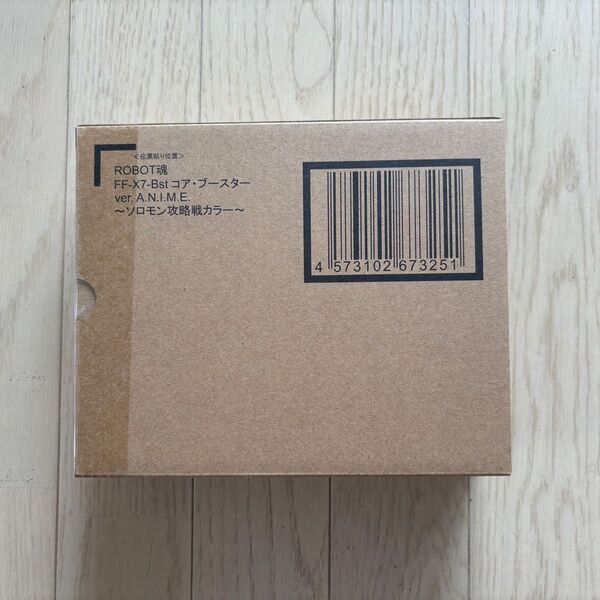 <伝票貼り位置>
ROBOT魂
FF-X7-Bst コア・ブースター
ver. A.N.I.M.E.
～ソロモン攻略戦カラー～
4 573102 673251